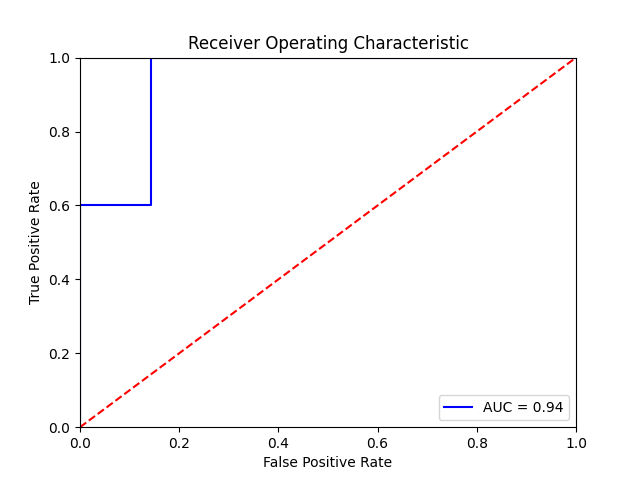 Receiver Operating Characteristic
1.0
0.8
0.6
0.4
0.2
0.0
True Positive Rate
AUC = 0.94
0.0 0.2 0.4 0.6 0.8 1.0
False Positive Rate